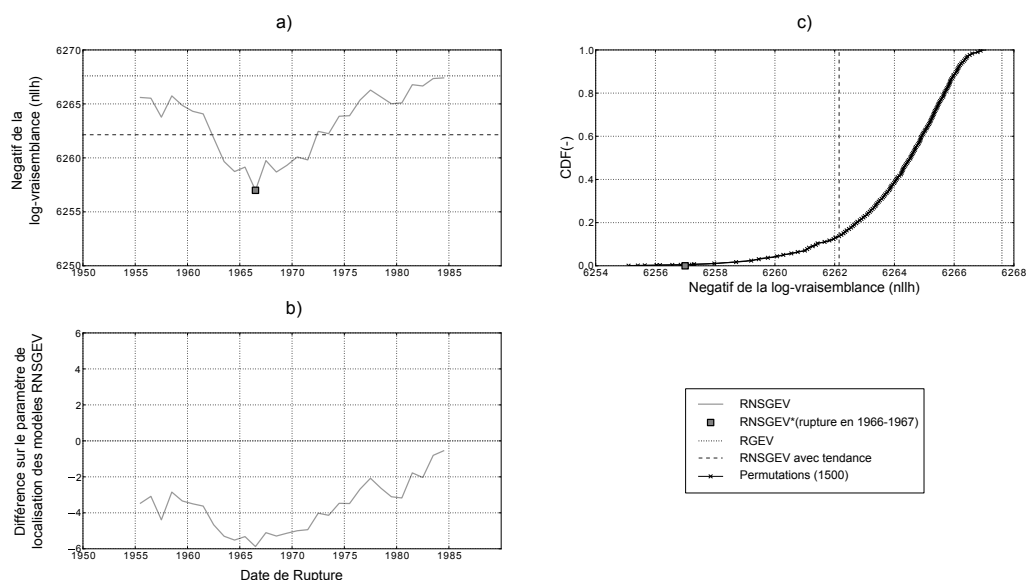 a)
Negatif de la
log-vraisemblance (nllh)
6270
6265
6260
6255
6250
1950 1955 1960 1965 1970 1975 1980 1985
b)
Différence sur le paramètre de
localisation des modèles RNSGEV
6
4
2
0
−2
−4
−6
1950 1955 1960 1965 1970 1975 1980 1985
Date de Rupture
c)
CDF(-)
1.0
0.8
0.6
0.4
0.2
0.0
6254 6256 6258 6260 6262 6264 6266 6268
Negatif de la log-vraisemblance (nllh)
RNSGEV
RNSGEV*(rupture en 1966-1967)
RGEV
RNSGEV avec tendance
Permutations (1500)